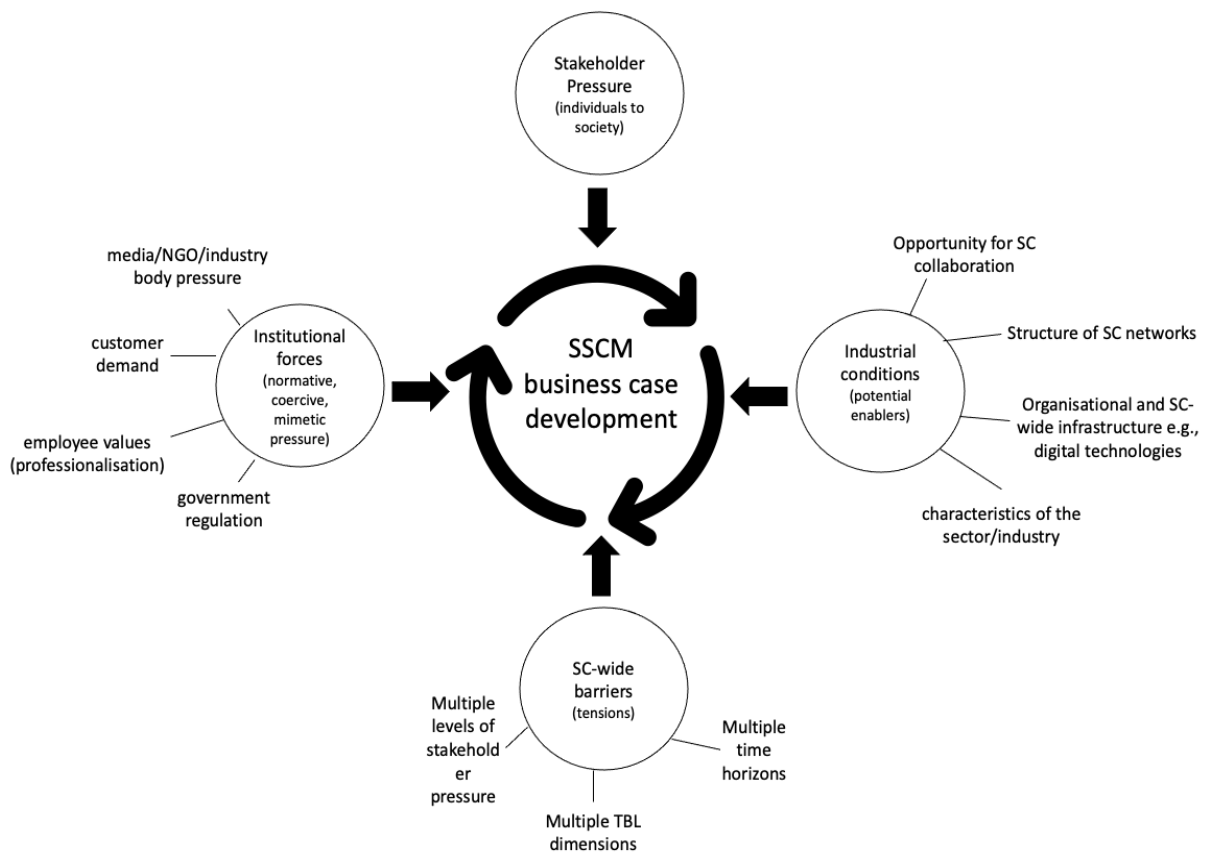 Stakeholder
Pressure
(individuals to
society)
media/NGO/industry
body pressure
customer
demand
employee values
(professionalisation)
government
regulation
Institutional
forces
(normative,
coercive,
mimetic
pressure)
SSCM
business case
development
Industrial
conditions
(potential
enablers)
Opportunity for SC
collaboration
Structure of SC networks
Organisational and SC-
wide infrastructure e.g.,
digital technologies
characteristics of the
sector/industry
SC-wide
barriers
(tensions)
Multiple
levels of
stakehold
er
pressure
Multiple TBL
dimensions
Multiple
time
horizons